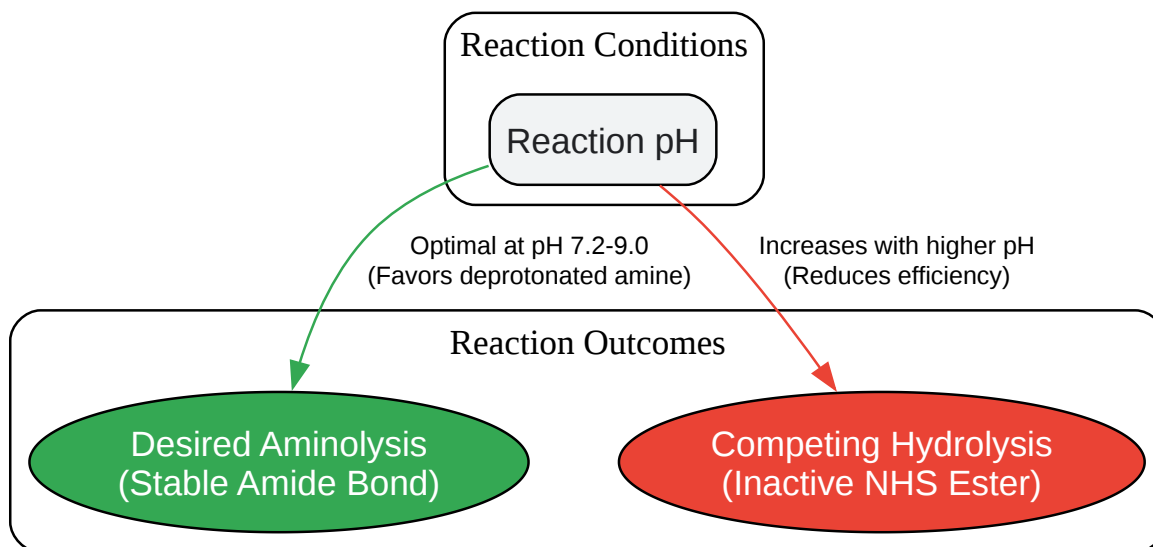 Reaction Conditions
Reaction pH
Optimal at pH 7.2-9.0
(Favors deprotonated amine)
Increases with higher pH
(Reduces efficiency)
Reaction Outcomes
Desired Aminolysis
(Stable Amide Bond)
Competing Hydrolysis
(Inactive NHS Ester)